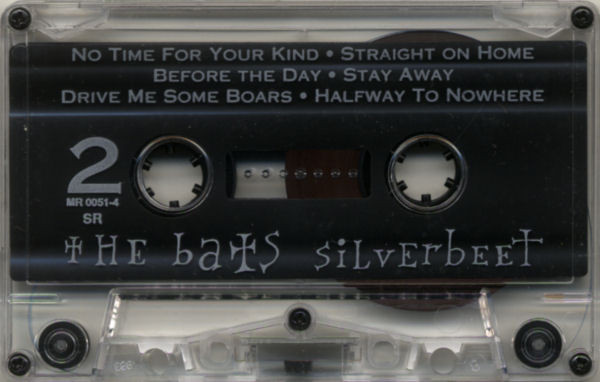 NO TIME FOR YOUR KIND • STRAIGHT ON HOME
BEFORE THE DAY • STAY AWAY
DRIVE ME SOME BOARS • HALFWAY TO NOWHERE
2
MR 0051-4
SR
tHE batS silvERbEEt